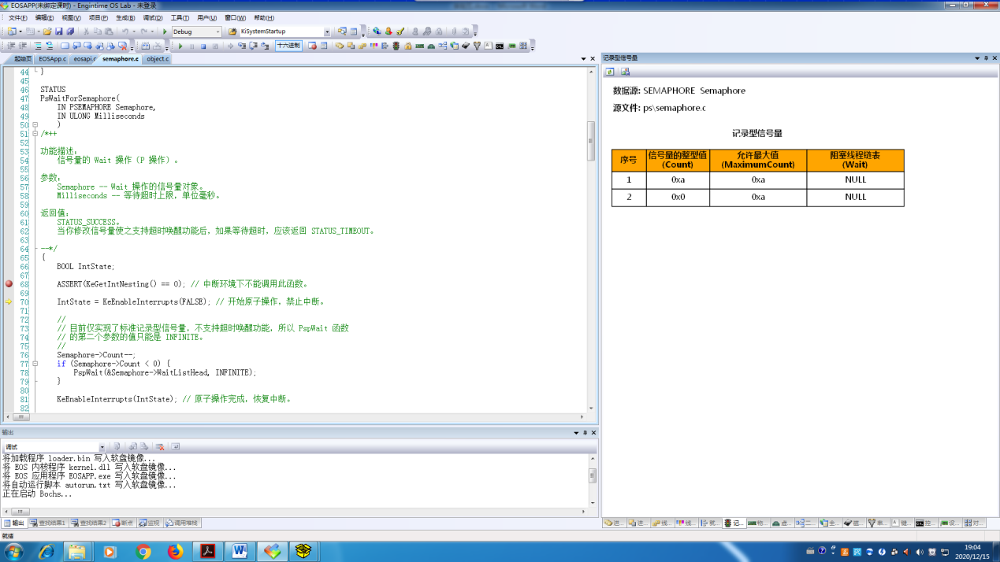 EOSAPP(未绑定课时) - Engintime OS Lab - 未登录
文件(F) 编辑(E) 视图(V) 项目(P) 生成(B) 调试(D) 工具(T) 用户(U) 窗口(W) 帮助(H)
Debug KiSystemStartup
十六进制
起始页 EOSApp.c eosapi.c semaphore.c object.c
44 }
45
46 STATUS
47 PsWaitForSemaphore(
48 IN PSEMAPHORE Semaphore,
49 IN ULONG Milliseconds
50 )
51 /*++
52
53 功能描述:
54 信号量的 Wait 操作（P 操作）。
55
56 参数:
57 Semaphore -- Wait 操作的信号量对象。
58 Milliseconds -- 等待超时上限，单位毫秒。
59
60 返回值:
61 STATUS_SUCCESS。
62 当你修改信号量使之支持超时唤醒功能后，如果等待超时，应该返回 STATUS_TIMEOUT。
63
64 --*/
65 {
66 BOOL IntState;
67
68 ASSERT(KeGetIntNesting() == 0); // 中断环境下不能调用此函数。
69
70 IntState = KeEnableInterrupts(FALSE); // 开始原子操作，禁止中断。
71
72 //
73 // 目前仅实现了标准记录型信号量，不支持超时唤醒功能，所以 PspWait 函数
74 // 的第二个参数的值只能是 INFINITE。
75 //
76 Semaphore->Count--;
77 if (Semaphore->Count < 0) {
78 PspWait(&Semaphore->WaitListHead, INFINITE);
79 }
80
81 KeEnableInterrupts(IntState); // 原子操作完成，恢复中断。
82
记录型信号量
数据源: SEMAPHORE Semaphore
源文件: ps\semaphore.c
记录型信号量
序号 信号量的整型值 (Count) 允许最大值 (MaximumCount) 阻塞线程链表 (Wait)
1 0xa 0xa NULL
2 0x0 0xa NULL
输出
调试
将加载程序 loader.bin 写入软盘镜像...
将 EOS 内核程序 kernel.dll 写入软盘镜像...
将 EOS 应用程序 EOSAPP.exe 写入软盘镜像...
将自动运行脚本 autorun.txt 写入软盘镜像...
正在启动 Bochs...
输出 查找结果1 查找结果2 断点 监视 调用堆栈
就绪
19:04
2020/12/15